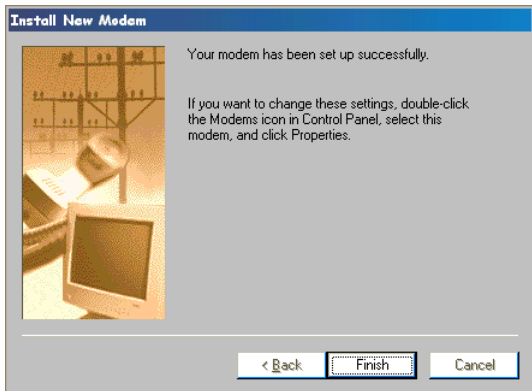 Install New Modem
Your modem has been set up successfully.
If you want to change these settings, double-click
the Modems icon in Control Panel, select this
modem, and click Properties.
< Back
Finish
Cancel